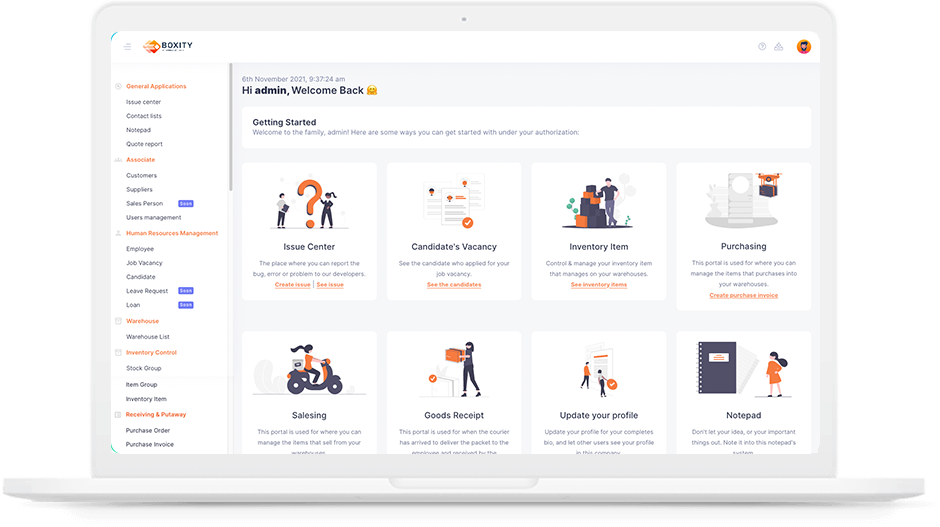 BOXITY
General Applications
Issue center
Contact lists
Notepad
Quote report
Associate
Customers
Suppliers
Sales Person Soon
Users management
Human Resources Management
Employee
Job Vacancy
Candidate
Leave Request Soon
Loan Soon
Warehouse
Warehouse List
Inventory Control
Stock Group
Item Group
Inventory Item
Receiving & Putaway
Purchase Order
Purchase Invoice
6th November 2021, 9:37:24 am
Hi admin, Welcome Back 🤗
Getting Started
Welcome to the family, admin! Here are some ways you can get started with under your authorization:
Issue Center
The place where you can report the
bug, error or problem to our developers.
Create issue | See issue
Candidate's Vacancy
See the candidate who applied for your
job vacancy.
See the candidates
Inventory Item
Control & manage your inventory item
that manages on your warehouses.
See inventory items
Purchasing
This portal is used for where you can
manage the items that purchases into
your warehouses.
Create purchase invoice
Salesing
This portal is used for where you can
manage the items that sell from your
warehouses
Goods Receipt
This portal is used for when the courier
has arrived to deliver the packet to the
employee and received by the
Update your profile
Update your profile for your completes
bio, and let other users see your profile
in this company
Notepad
Don't let your idea, or your important
things out. Note it into this notepad's
system